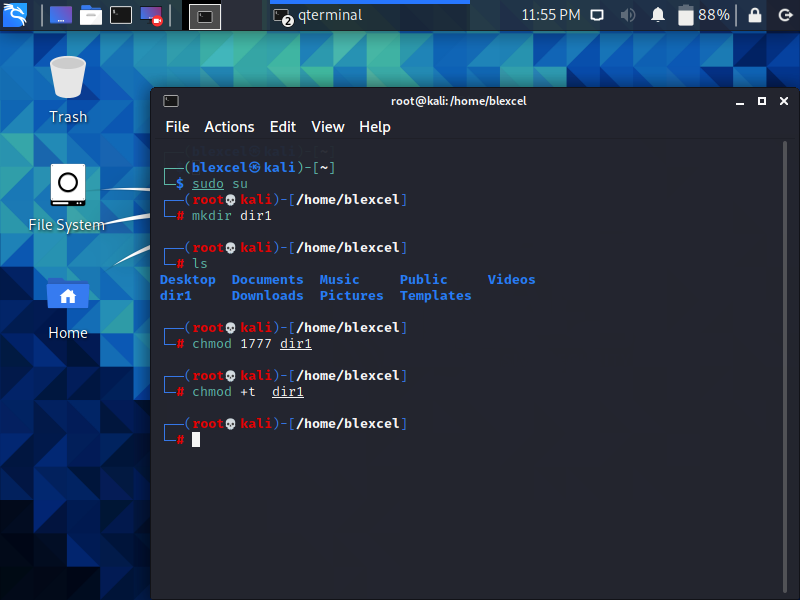 2 qterminal 11:55 PM 88%
Trash
File System
Home
root@kali:/home/blexcel
File Actions Edit View Help
┌──(blexcel㉿kali)-[~]
└─$ sudo su
┌──(root💀kali)-[/home/blexcel]
└─# mkdir dir1
┌──(root💀kali)-[/home/blexcel]
└─# ls
Desktop Documents Music Public Videos
dir1 Downloads Pictures Templates
┌──(root💀kali)-[/home/blexcel]
└─# chmod 1777 dir1
┌──(root💀kali)-[/home/blexcel]
└─# chmod +t  dir1
┌──(root💀kali)-[/home/blexcel]
└─#